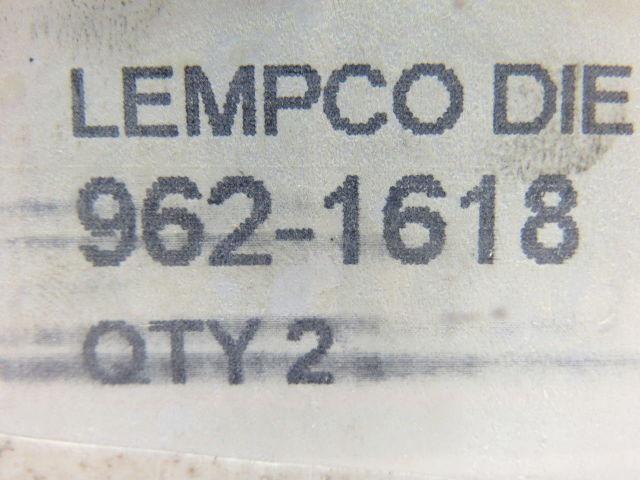 LEMPCO DIE
962-1618
QTY 2